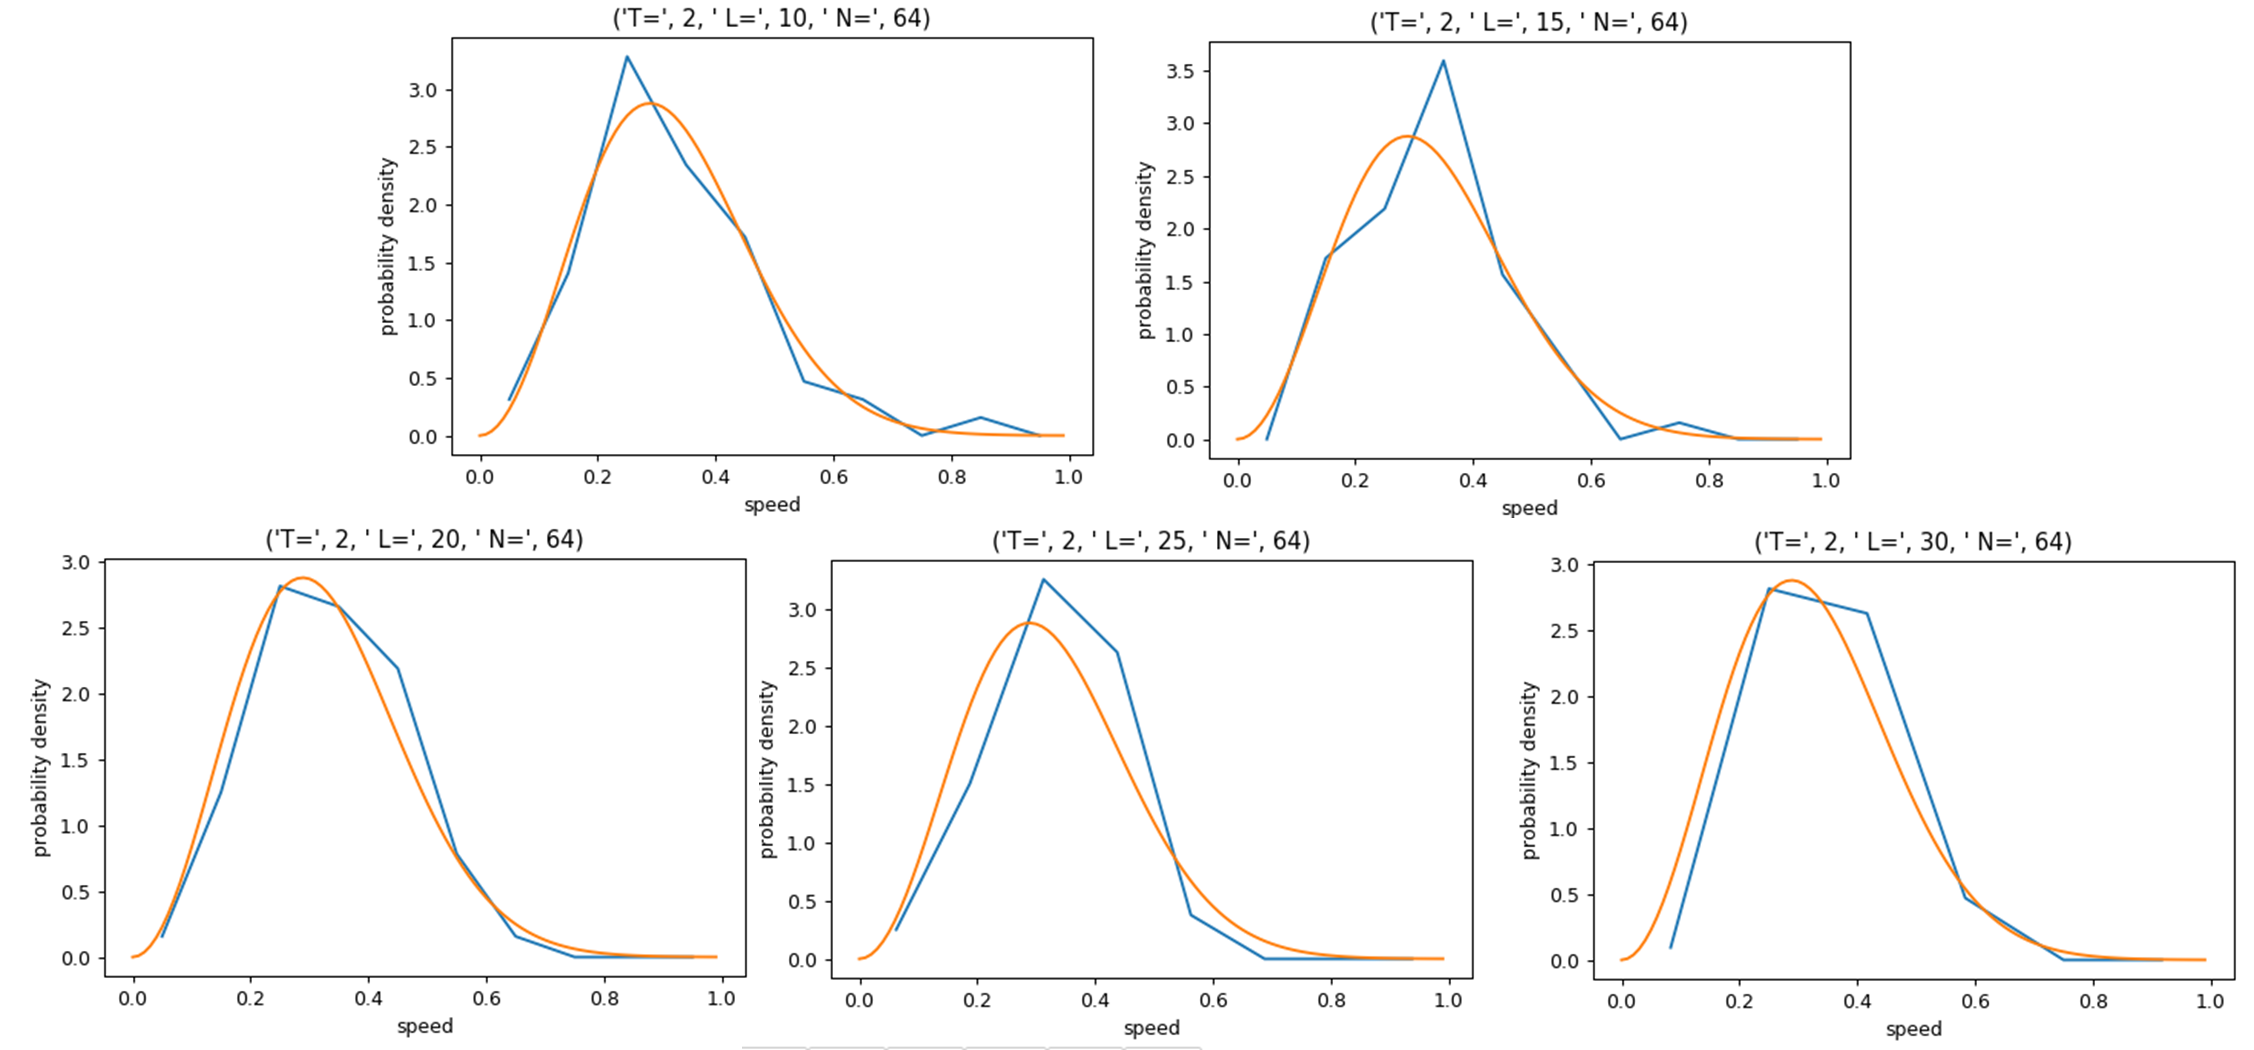 ('T=', 2, ' L=', 10, ' N=', 64)
probability density
3.0
2.5
2.0
1.5
1.0
0.5
0.0
0.0 0.2 0.4 0.6 0.8 1.0
speed
('T=', 2, ' L=', 15, ' N=', 64)
probability density
3.5
3.0
2.5
2.0
1.5
1.0
0.5
0.0
0.0 0.2 0.4 0.6 0.8 1.0
speed
('T=', 2, ' L=', 20, ' N=', 64)
probability density
3.0
2.5
2.0
1.5
1.0
0.5
0.0
0.0 0.2 0.4 0.6 0.8 1.0
speed
('T=', 2, ' L=', 25, ' N=', 64)
probability density
3.0
2.5
2.0
1.5
1.0
0.5
0.0
0.0 0.2 0.4 0.6 0.8 1.0
speed
('T=', 2, ' L=', 30, ' N=', 64)
probability density
3.0
2.5
2.0
1.5
1.0
0.5
0.0
0.0 0.2 0.4 0.6 0.8 1.0
speed